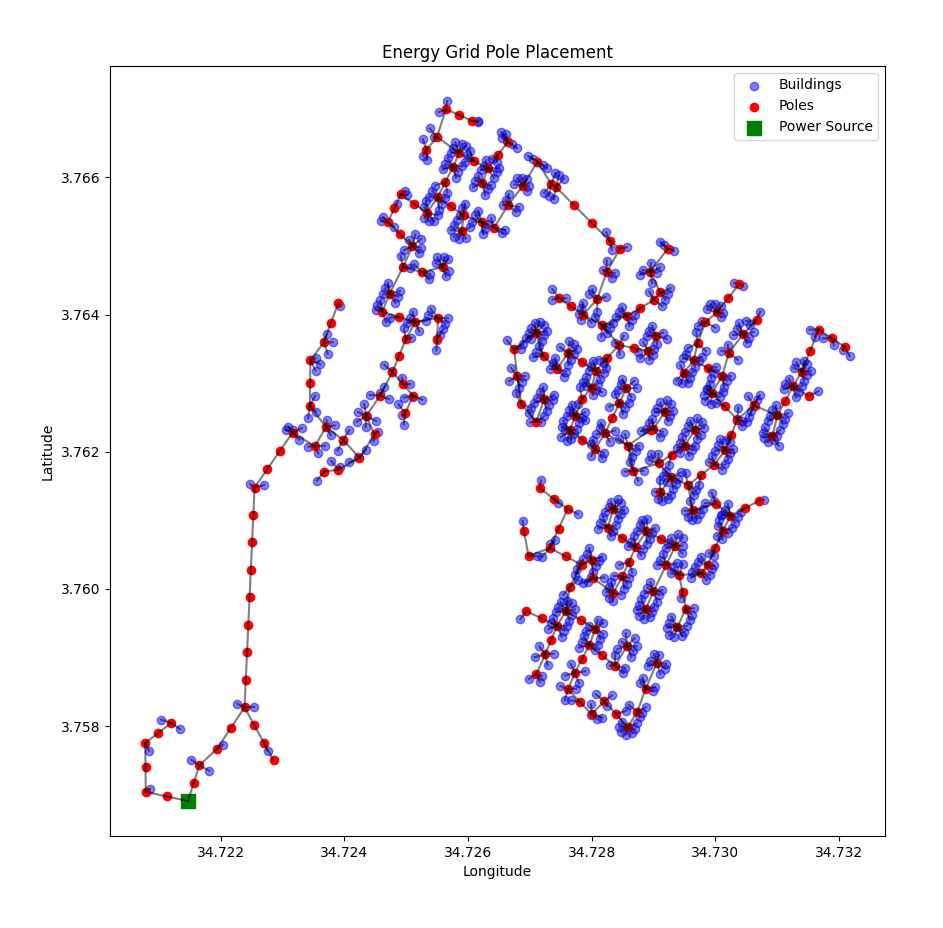 Energy Grid Pole Placement
Buildings
Poles
Power Source
3.766
3.764
3.762
3.760
3.758
Latitude
34.722
34.724
34.726
34.728
34.730
34.732
Longitude